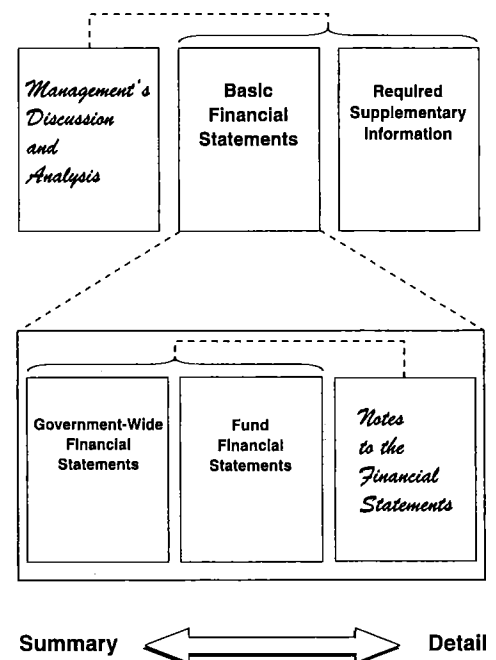 Management's
Discussion
and
Analysis
Basic
Financial
Statements
Required
Supplementary
Information
Government-Wide
Financial
Statements
Fund
Financial
Statements
Notes
to the
Financial
Statements
Summary
Detail